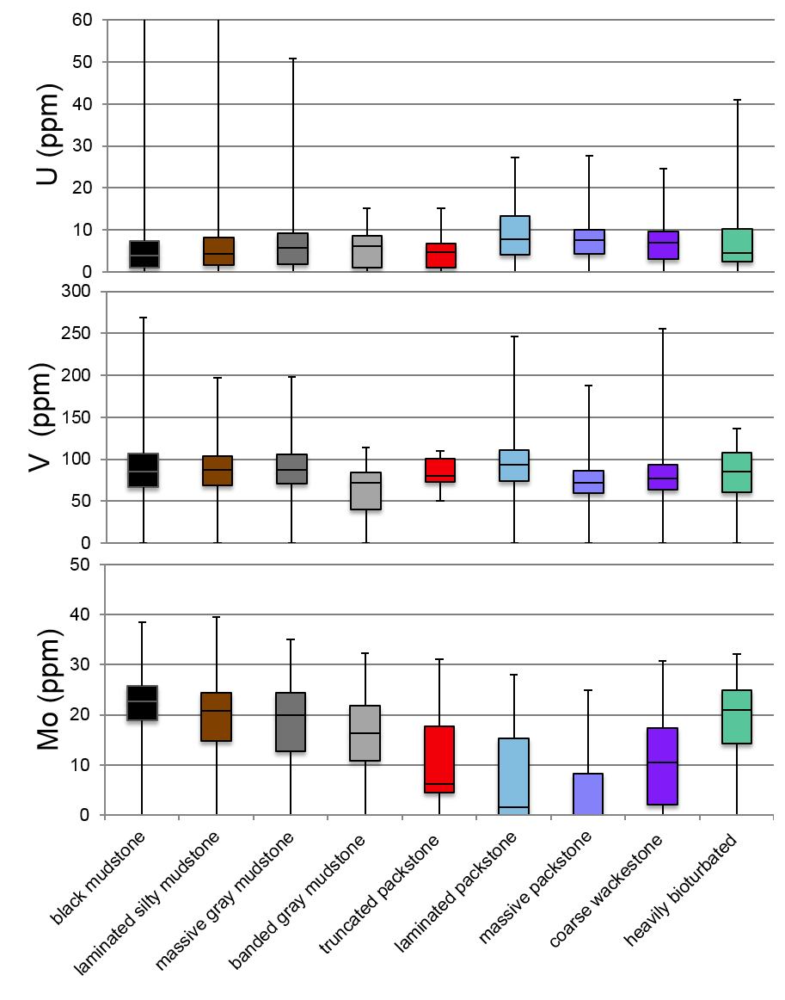 60
50
40
30
20
10
0
U (ppm)
300
250
200
150
100
50
0
V (ppm)
50
40
30
20
10
0
Mo (ppm)
black mudstone
laminated silty mudstone
massive gray mudstone
banded gray mudstone
truncated packstone
laminated packstone
massive packstone
coarse wackestone
heavily bioturbated